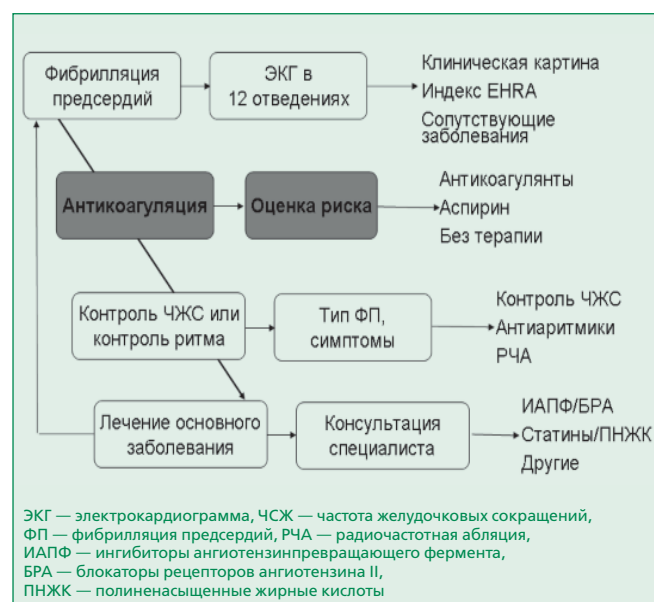 Фибрилляция
предсердий
ЭКГ в
12 отведениях
Клиническая картина
Индекс EHRA
Сопутствующие
заболевания
Антикоагуляция
Оценка риска
Антикоагулянты
Аспирин
Без терапии
Контроль ЧЖС или
контроль ритма
Тип ФП,
симптомы
Контроль ЧЖС
Антиаритмики
РЧА
Лечение основного
заболевания
Консультация
специалиста
ИАПФ/БРА
Статины/ПНЖК
Другие
ЭКГ — электрокардиограмма, ЧСЖ — частота желудочковых сокращений,
ФП — фибрилляция предсердий, РЧА — радиочастотная абляция,
ИАПФ — ингибиторы ангиотензинпревращающего фермента,
БРА — блокаторы рецепторов ангиотензина II,
ПНЖК — полиненасыщенные жирные кислоты